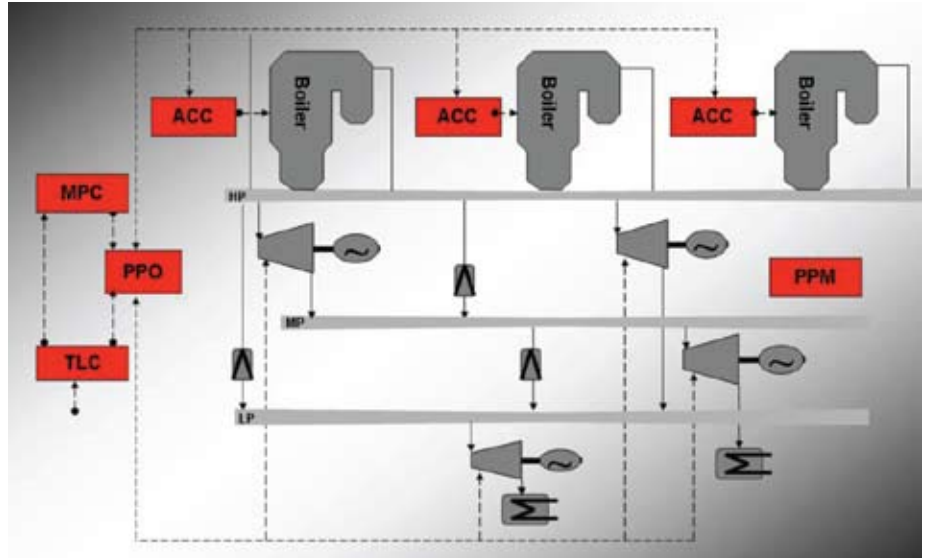 ACC
Boiler
ACC
Boiler
ACC
Boiler
MPC
HP
PPO
PPM
MP
TLC
LP